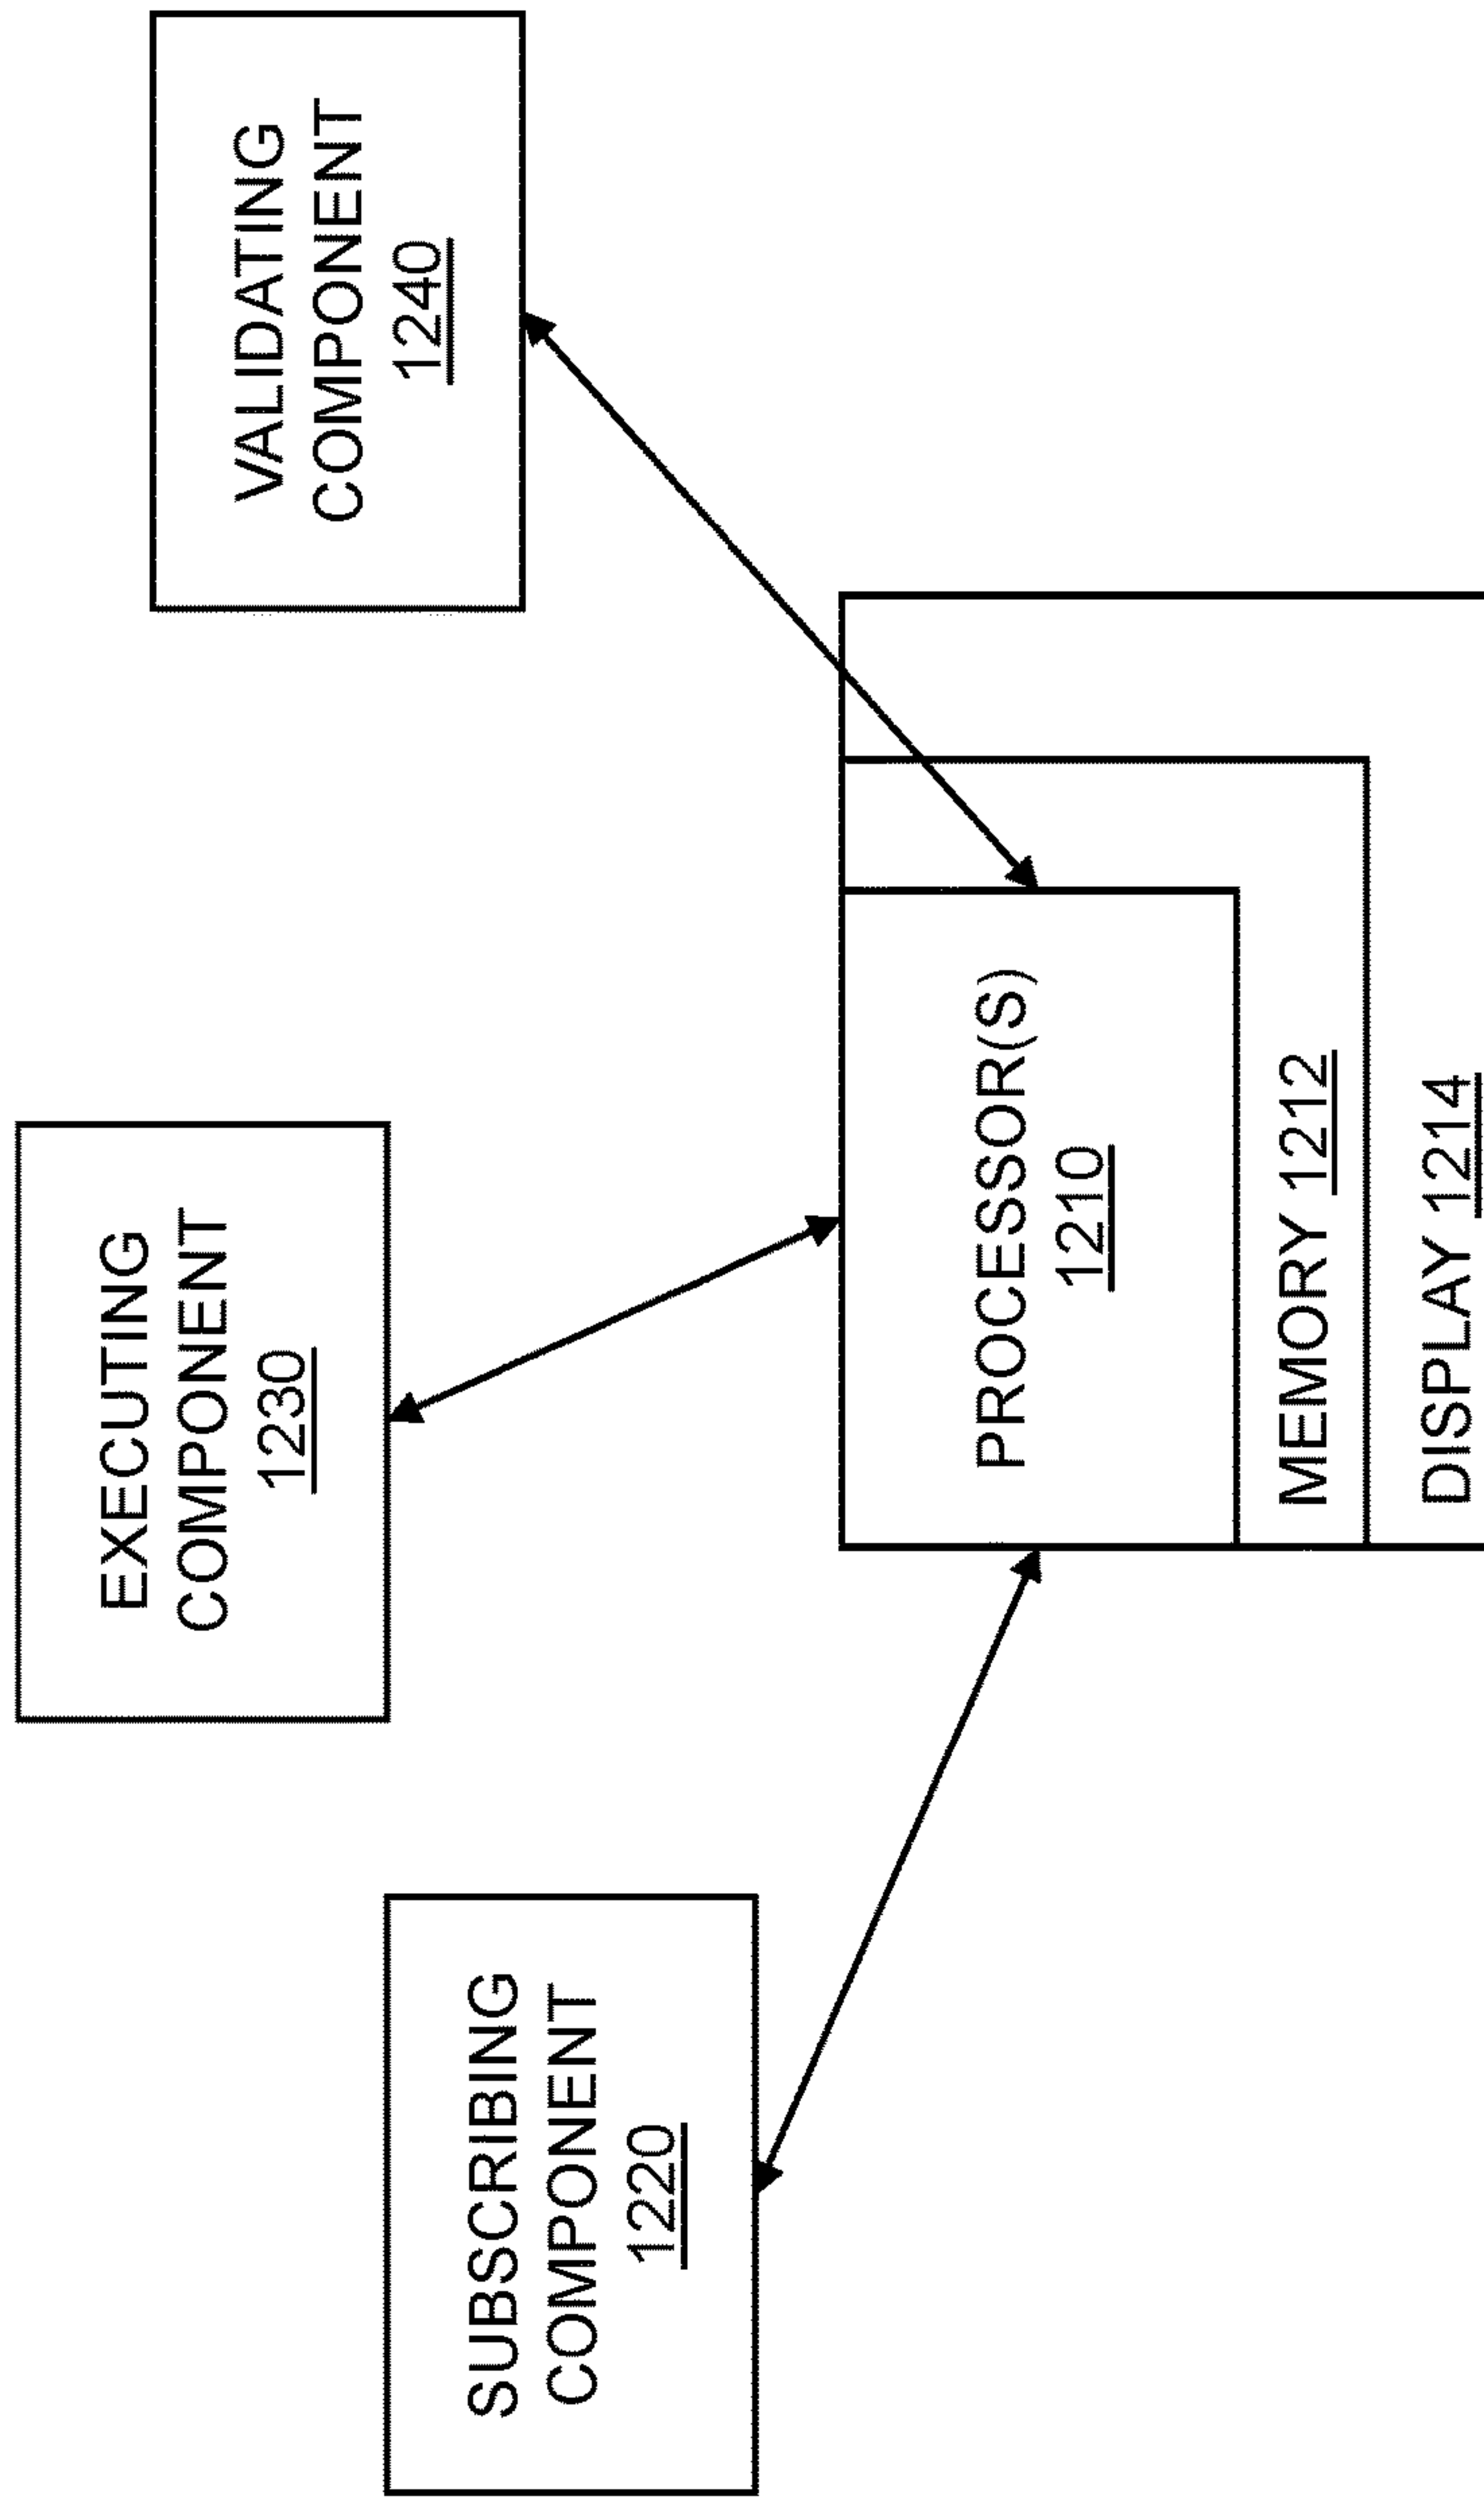 SUBSCRIBING
COMPONENT
1220
EXECUTING
COMPONENT
1230
VALIDATING
COMPONENT
1240
PROCESSOR(S)
1210
MEMORY 1212
DISPLAY 1214